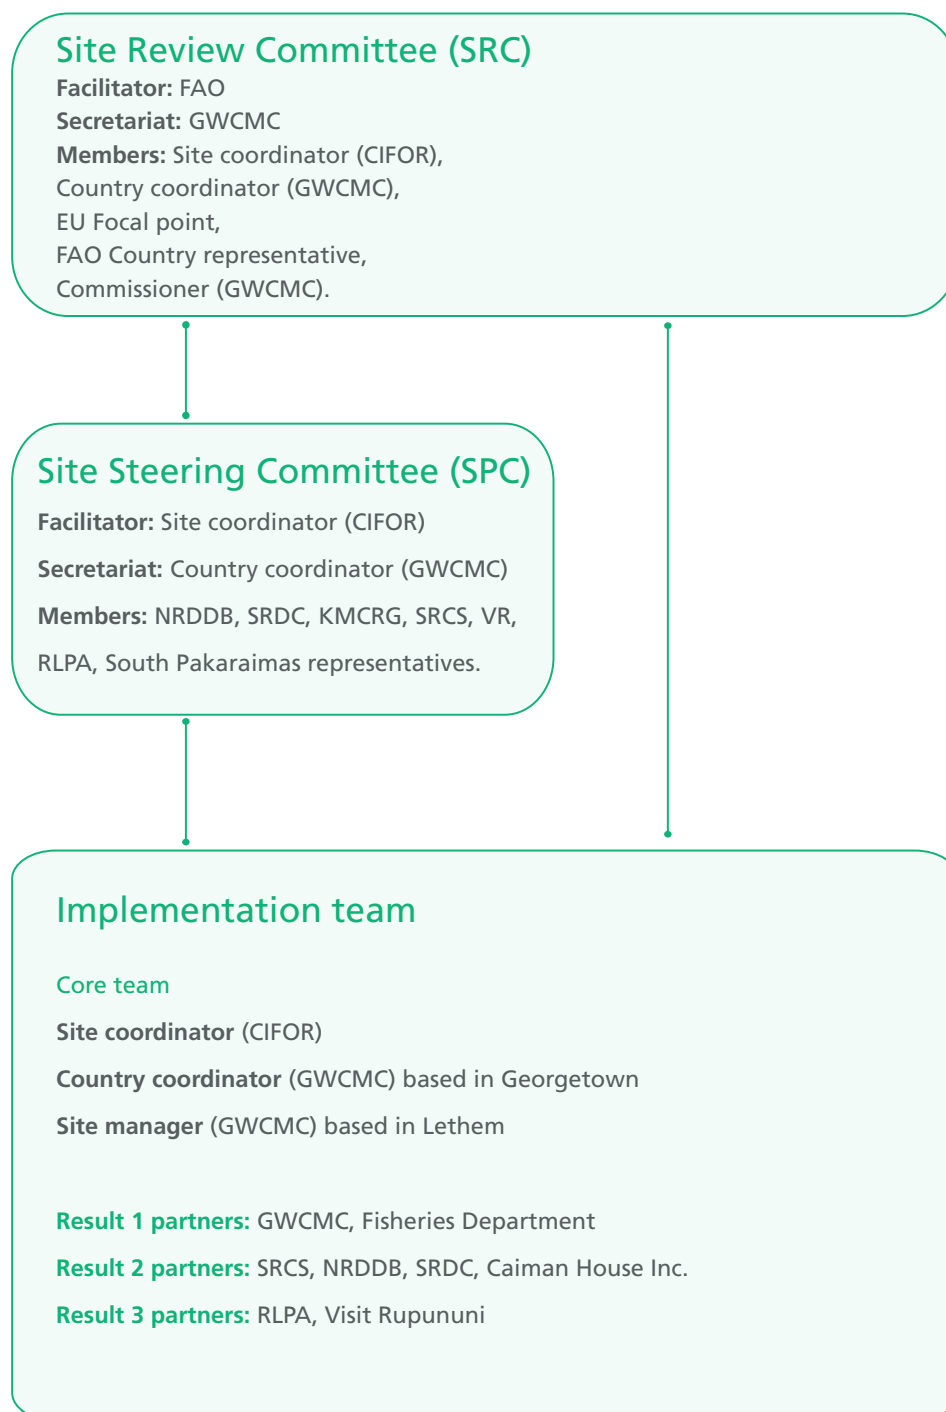 Site Review Committee (SRC)
Facilitator: FAO
Secretariat: GWCMC
Members: Site coordinator (CIFOR),
Country coordinator (GWCMC),
EU Focal point,
FAO Country representative,
Commissioner (GWCMC).
Site Steering Committee (SPC)
Facilitator: Site coordinator (CIFOR)
Secretariat: Country coordinator (GWCMC)
Members: NRDDB, SRDC, KMCRG, SRCS, VR,
RLPA, South Pakaraimas representatives.
Implementation team
Core team
Site coordinator (CIFOR)
Country coordinator (GWCMC) based in Georgetown
Site manager (GWCMC) based in Lethem
Result 1 partners: GWCMC, Fisheries Department
Result 2 partners: SRCS, NRDDB, SRDC, Caiman House Inc.
Result 3 partners: RLPA, Visit Rupununi